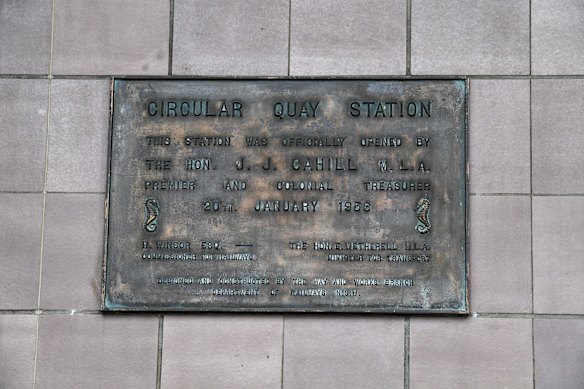 CIRCULAR QUAY STATION
THIS STATION WAS OFFICIALLY OPENED BY
THE HON. J. J. CAHILL M.L.A.
PREMIER AND COLONIAL TREASURER
20TH. JANUARY 1956
N. WINSOR ESQ. — THE HON. E. WETHERELL M.L.A.
COMMISSIONER FOR RAILWAYS MINISTER FOR TRANSPORT
DESIGNED AND CONSTRUCTED BY THE WAY AND WORKS BRANCH
DEPARTMENT OF RAILWAYS N.S.W.